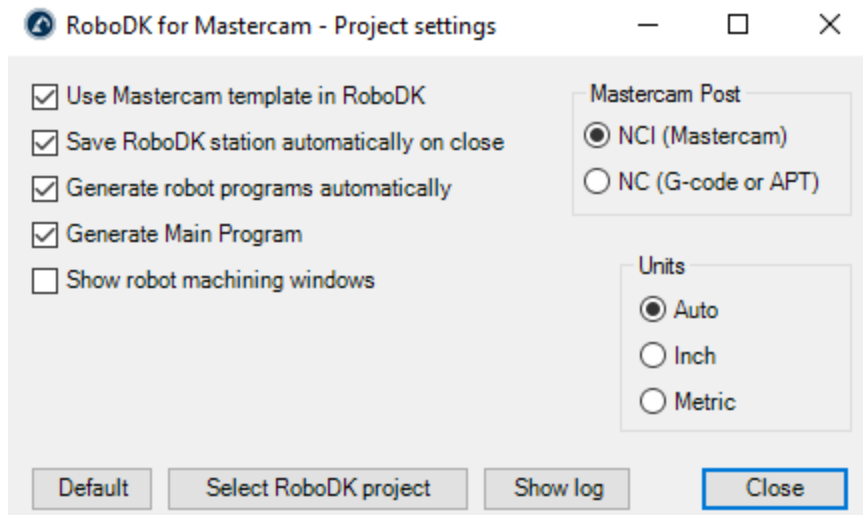 RoboDK for Mastercam - Project settings
Use Mastercam template in RoboDK
Save RoboDK station automatically on close
Generate robot programs automatically
Generate Main Program
Show robot machining windows
Mastercam Post
NCI (Mastercam)
NC (G-code or APT)
Units
Auto
Inch
Metric
Default
Select RoboDK project
Show log
Close